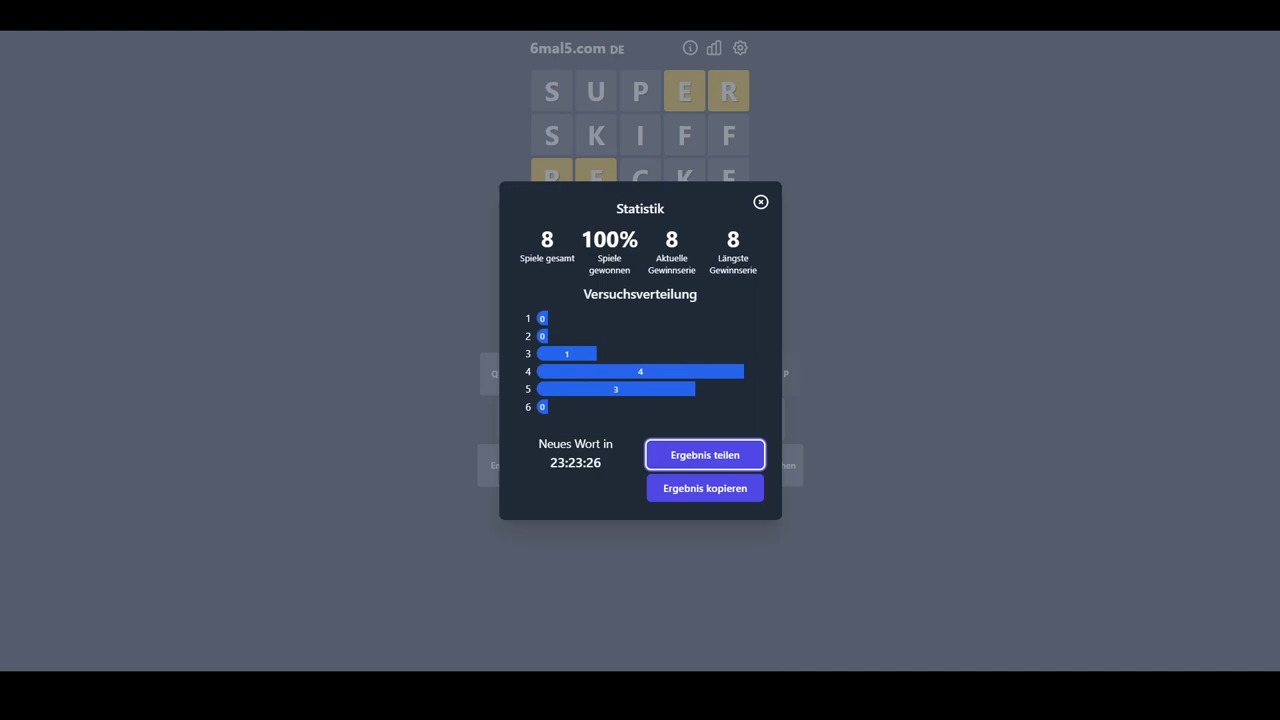 6mal5.com DE
S U P E R
S K I F F
R E C K E
Statistik
8 100% 8 8
Spiele gesamt Spiele gewonnen Aktuelle Gewinnserie Längste Gewinnserie
Versuchsverteilung
1 0
2 0
3 1
4 4
5 3
6 0
Q P
Neues Wort in
23:23:26
Ergebnis teilen
Ergebnis kopieren
En hen